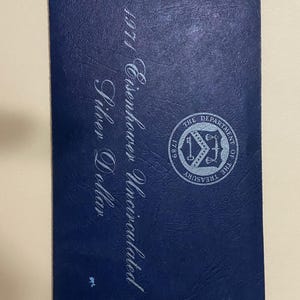 1971 Eisenhower Uncirculated
Silver Dollar
THE DEPARTMENT OF THE TREASURY
1789